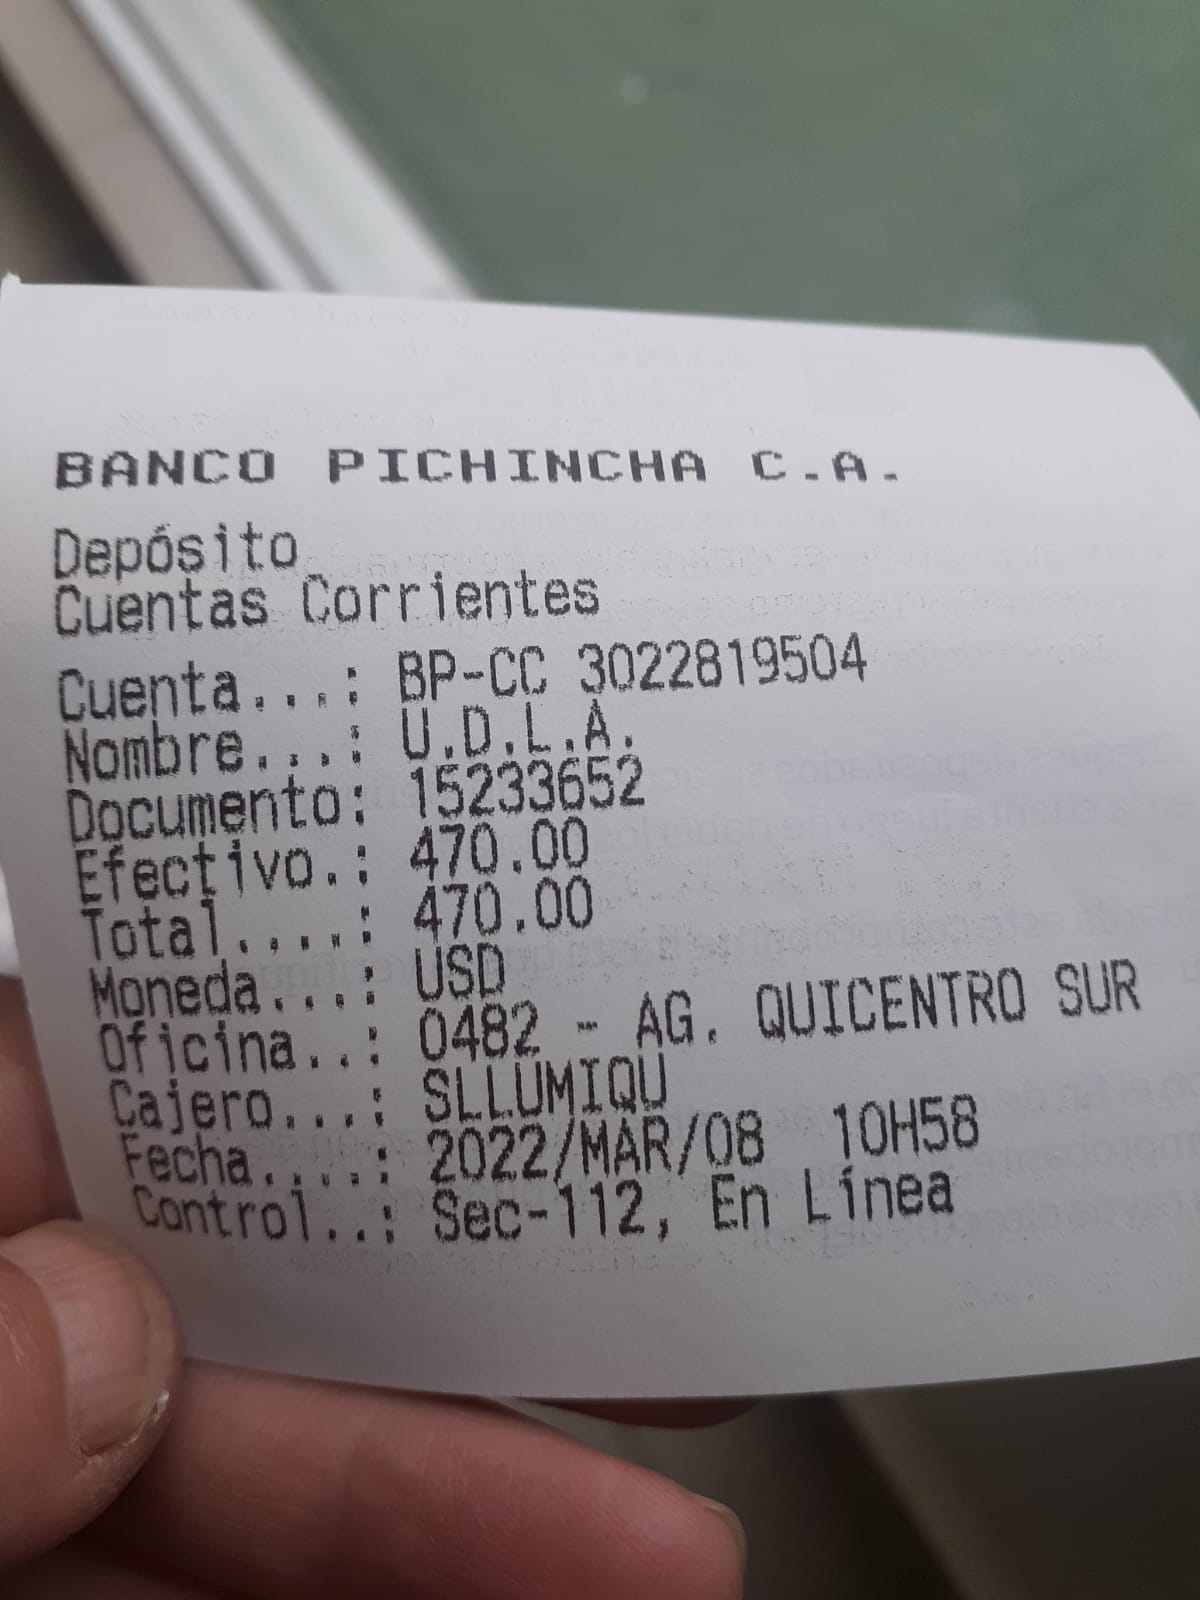 BANCO PICHINCHA C.A.
Depósito
Cuentas Corrientes
Cuenta...: BP-CC 3022819504
Nombre...: U.D.L.A.
Documento: 15233652
Efectivo.: 470.00
Total....: 470.00
Moneda...: USD
Oficina..: 0482 - AG. QUICENTRO SUR
Cajero...: SLLUMIQU
Fecha....: 2022/MAR/08 10H58
Control..: Sec-112, En Línea